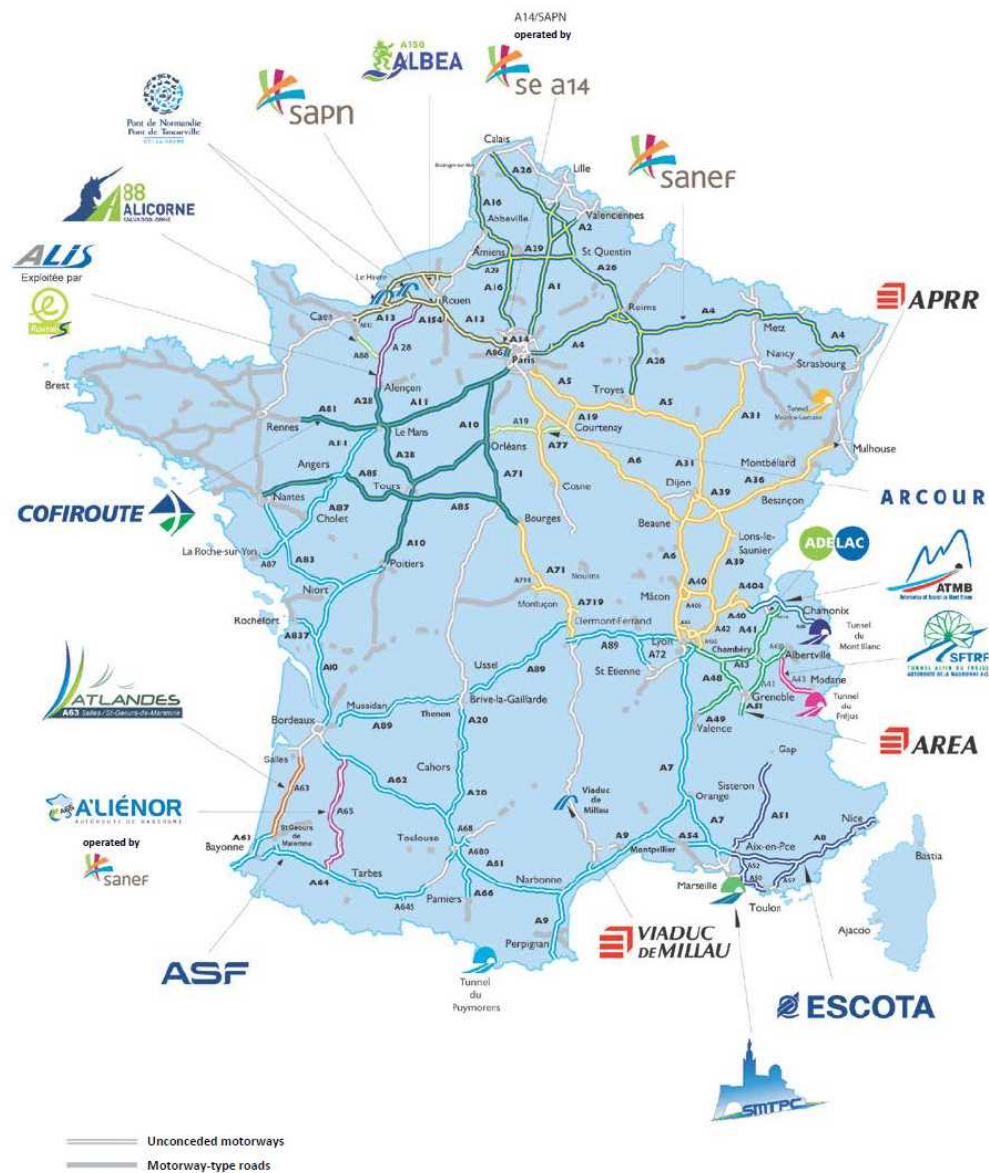 A14/SAPN
operated by
se a14
A150
ALBEA
sapn
Pont de Normandie
Pont de Tancarville
sanef
88
ALICORNE
ALiS
Exploitée par
APRR
Calais
Lille
A26
A16
Abbeville
Valenciennes
A2
Amiens
A29
St Quentin
A29
A26
A16
A1
Le Havre
Rouen
Reims
Caen
A13
A154
A13
A14
A4
A4
Metz
A4
A86
Paris
A88
A28
A26
Nancy
Strasbourg
Brest
Alençon
A11
A5
Troyes
A5
A31
Tunnel
A81
A28
A10
A19
A19
Courtenay
Rennes
Le Mans
Orléans
A77
Mulhouse
A11
Angers
A28
A71
A6
A31
Montbéliard
A36
A85
Tours
Cosne
Dijon
A39
Besançon
ARCOUR
COFIROUTE
Nantes
A87
Cholet
A85
Bourges
Beaune
Lons-le-
Saunier
ADELAC
La Roche-sur-Yon
A87
A83
A10
Poitiers
A71
A6
A39
ATMB
Niort
A714
Moulins
Montluçon
A719
Mâcon
A40
A404
A40
Chamonix
Rochefort
A837
Clermont-Ferrand
A42
A41
Tunnel
du
Mont Blanc
SFTRF
Lyon
A89
A72
Chambéry
Albertville
A10
Ussel
A89
St Etienne
A48
A43
A43
Modane
ATLANDES
A63 Salles / St-Geours-de-Maremne
Mussidan
Thenon
Brive-la-Gaillarde
A49
Grenoble
A51
Tunnel
du
Fréjus
Bordeaux
A89
A20
Valence
AREA
Salles
Cahors
Gap
A63
A62
A7
Sisteron
A'LIÉNOR
A65
A20
Viaduc
de
Millau
Orange
A51
Nice
operated by
sanef
A63
Bayonne
St Geours
de
Maremne
Toulouse
A68
A680
A9
Montpellier
A54
A7
A8
Aix-en-Pce
Bastia
A64
Tarbes
A61
Narbonne
A52
A50
A57
A645
Pamiers
A66
Marseille
Toulon
A9
Ajaccio
Perpignan
ASF
VIADUC
DE MILLAU
Tunnel
du
Puymorens
ESCOTA
SMTPC
Unconceded motorways
Motorway-type roads